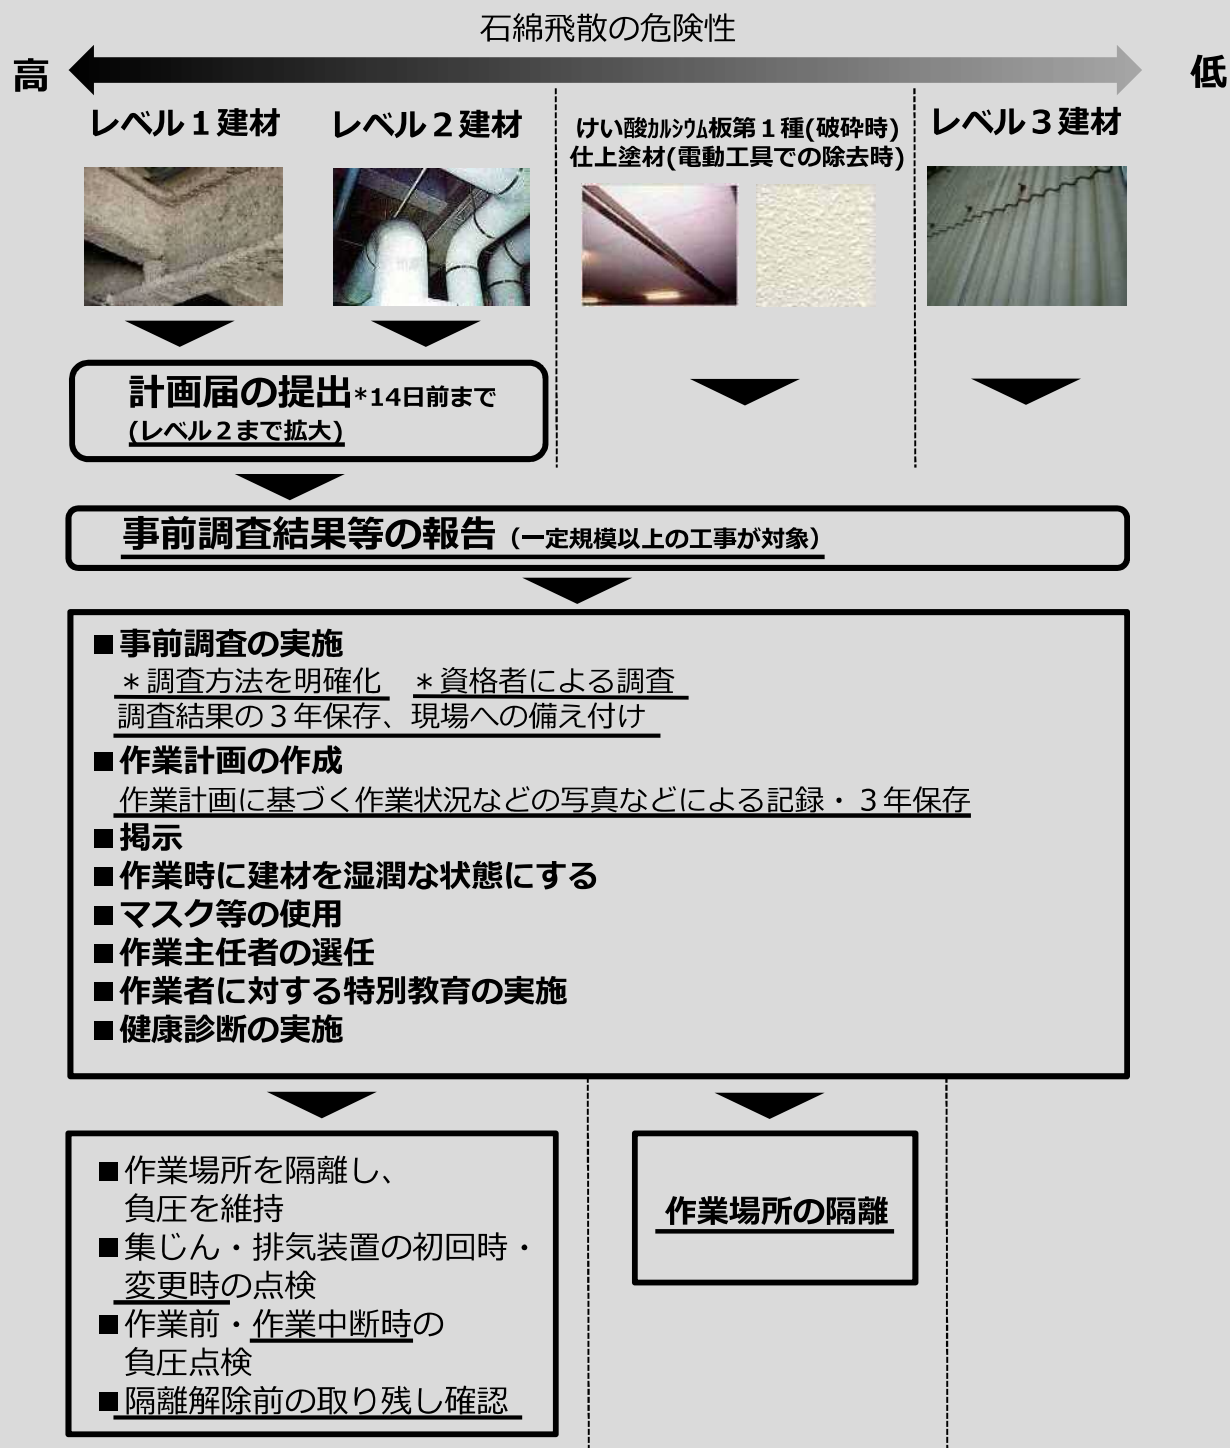 石綿飛散の危険性
高
低
レベル１建材
レベル２建材
けい酸ｶﾙｼｳﾑ板第１種(破砕時)
仕上塗材(電動工具での除去時)
レベル３建材
計画届の提出*14日前まで
(レベル２まで拡大)
事前調査結果等の報告（一定規模以上の工事が対象）
■事前調査の実施
＊調査方法を明確化　＊資格者による調査
調査結果の３年保存、現場への備え付け
■作業計画の作成
作業計画に基づく作業状況などの写真などによる記録・３年保存
■掲示
■作業時に建材を湿潤な状態にする
■マスク等の使用
■作業主任者の選任
■作業者に対する特別教育の実施
■健康診断の実施
■作業場所を隔離し、
負圧を維持
■集じん・排気装置の初回時・
変更時の点検
■作業前・作業中断時の
負圧点検
■隔離解除前の取り残し確認
作業場所の隔離